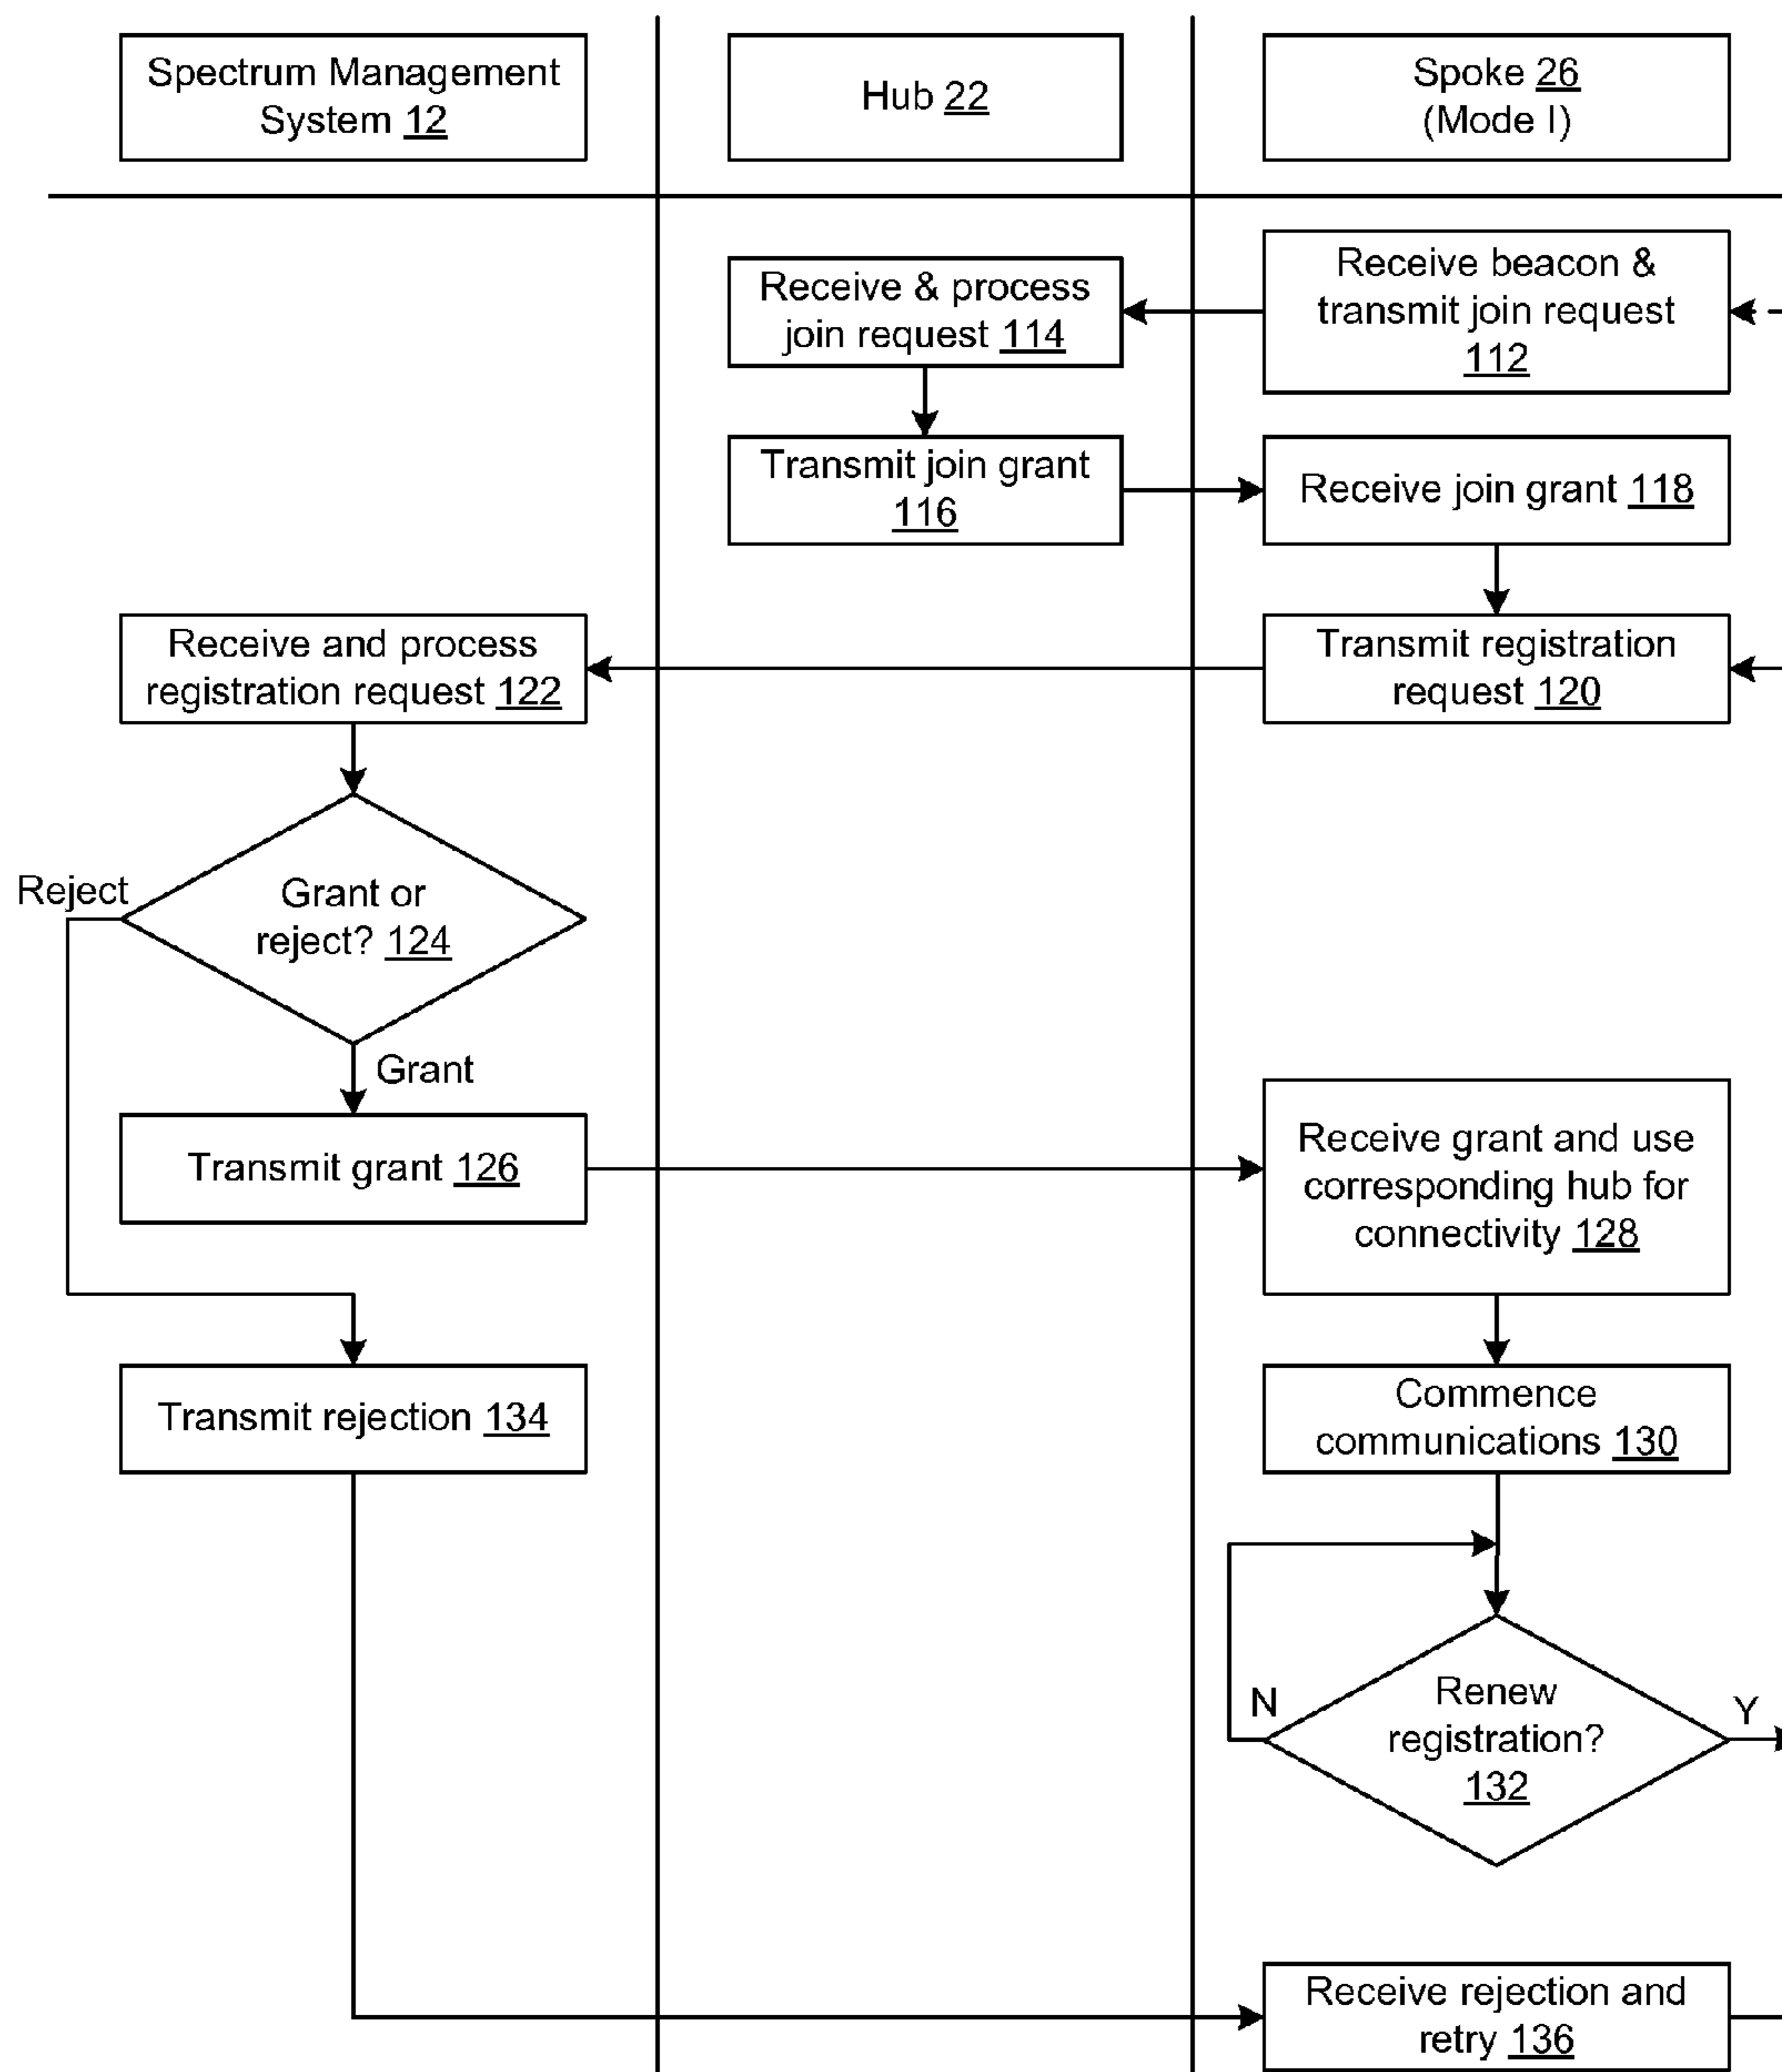 Spectrum Management
System 12
Hub 22
Spoke 26
(Mode I)
Receive beacon &
transmit join request
112
Receive & process
join request 114
Transmit join grant
116
Receive join grant 118
Transmit registration
request 120
Receive and process
registration request 122
Reject
Grant or
reject? 124
Grant
Transmit grant 126
Receive grant and use
corresponding hub for
connectivity 128
Commence
communications 130
Transmit rejection 134
N
Renew
registration?
132
Y
Receive rejection and
retry 136